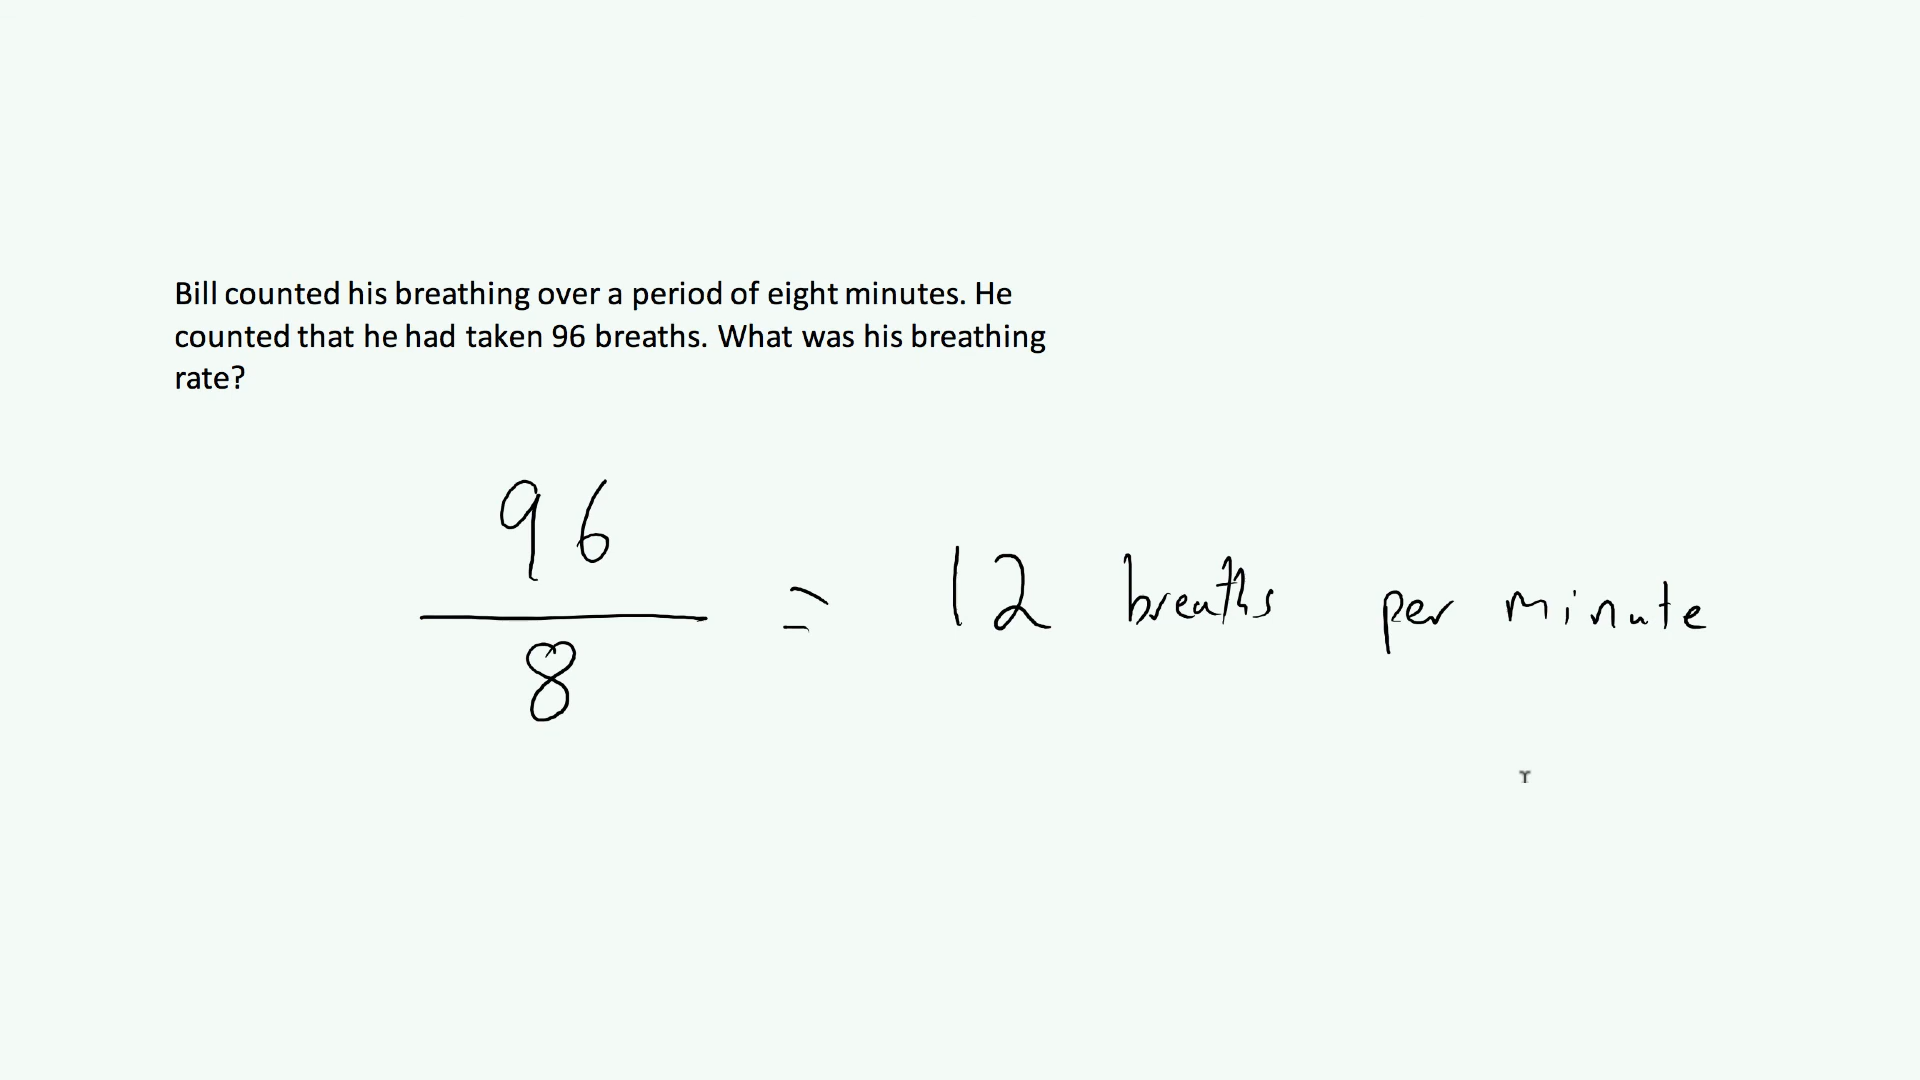 Bill counted his breathing over a period of eight minutes. He
counted that he had taken 96 breaths. What was his breathing
rate?
96
8
= 12 breaths per minute